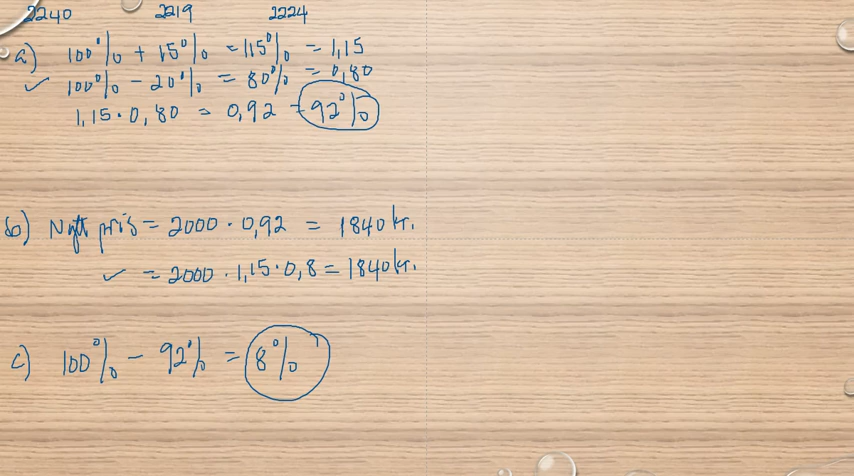 2240 2219 2224
a) 100% + 15% = 115% = 1,15
✓ 100% - 20% = 80% = 0,80
1,15 · 0,80 = 0,92 = 92%
b) Nytt pris = 2000 · 0,92 = 1840 kr.
✓ = 2000 · 1,15 · 0,8 = 1840 kr.
c) 100% - 92% = 8%